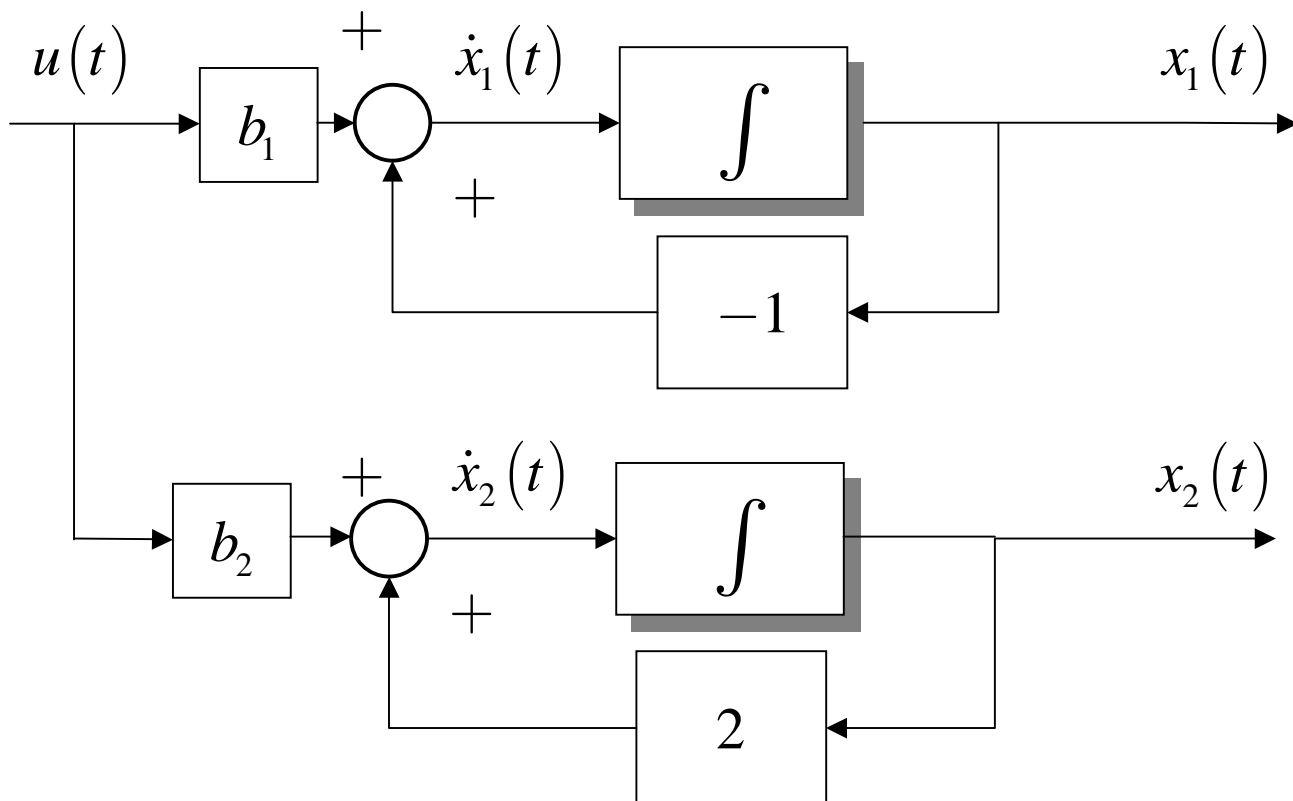 +
u(t)
ẋ₁(t)
x₁(t)
b₁
∫
+
−1
+
ẋ₂(t)
x₂(t)
b₂
∫
+
2